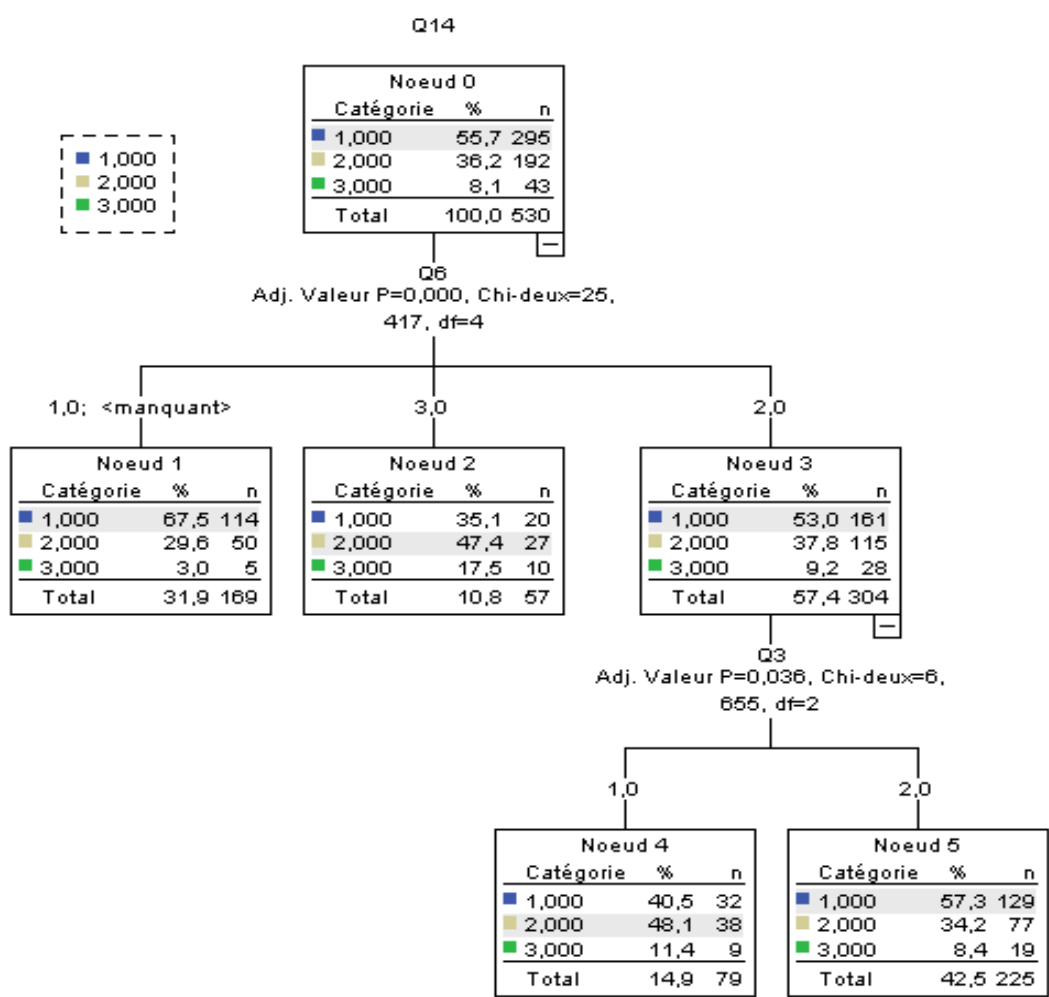 Q14
Noeud 0
Catégorie % n
1,000 55,7 295
2,000 36,2 192
3,000 8,1 43
Total 100,0 530
1,000
2,000
3,000
Q6
Adj. Valeur P=0,000, Chi-deux=25,
417, df=4
1,0; <manquant>
3,0
2,0
Noeud 1
Catégorie % n
1,000 67,5 114
2,000 29,6 50
3,000 3,0 5
Total 31,9 169
Noeud 2
Catégorie % n
1,000 35,1 20
2,000 47,4 27
3,000 17,5 10
Total 10,8 57
Noeud 3
Catégorie % n
1,000 53,0 161
2,000 37,8 115
3,000 9,2 28
Total 57,4 304
Q3
Adj. Valeur P=0,036, Chi-deux=6,
655, df=2
1,0
2,0
Noeud 4
Catégorie % n
1,000 40,5 32
2,000 48,1 38
3,000 11,4 9
Total 14,9 79
Noeud 5
Catégorie % n
1,000 57,3 129
2,000 34,2 77
3,000 8,4 19
Total 42,5 225